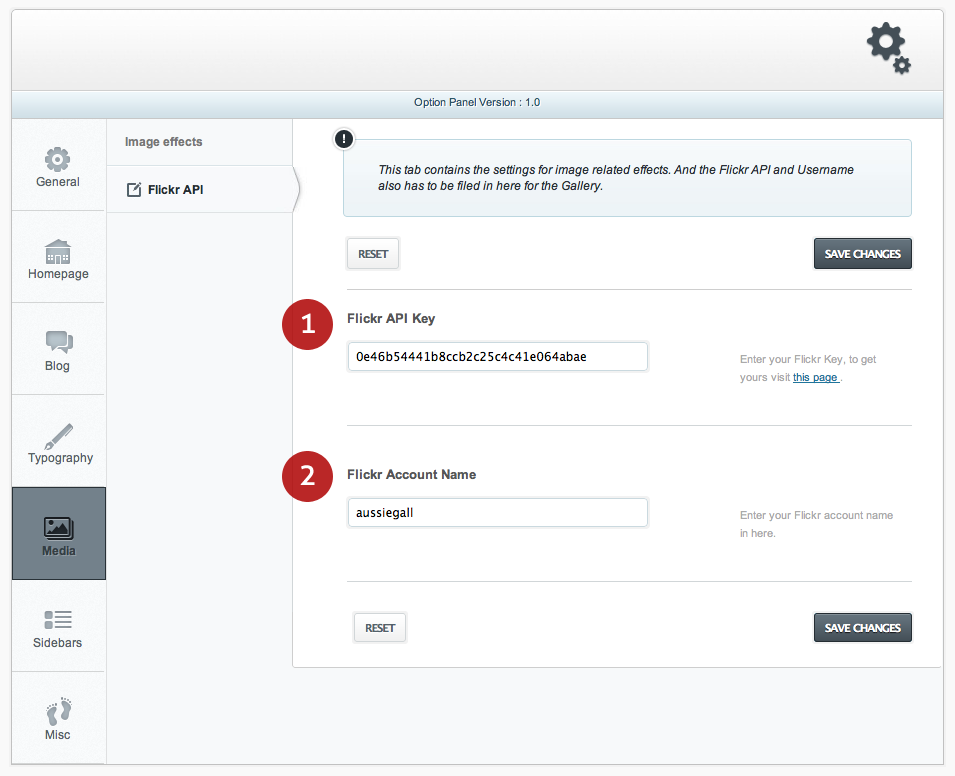 Option Panel Version : 1.0
General
Homepage
Blog
Typography
Media
Sidebars
Misc
Image effects
Flickr API
!
This tab contains the settings for image related effects. And the Flickr API and Username
also has to be filed in here for the Gallery.
RESET
SAVE CHANGES
1
Flickr API Key
0e46b54441b8ccb2c25c4c41e064abae
Enter your Flickr Key, to get
yours visit this page .
2
Flickr Account Name
aussiegall
Enter your Flickr account name
in here.
RESET
SAVE CHANGES